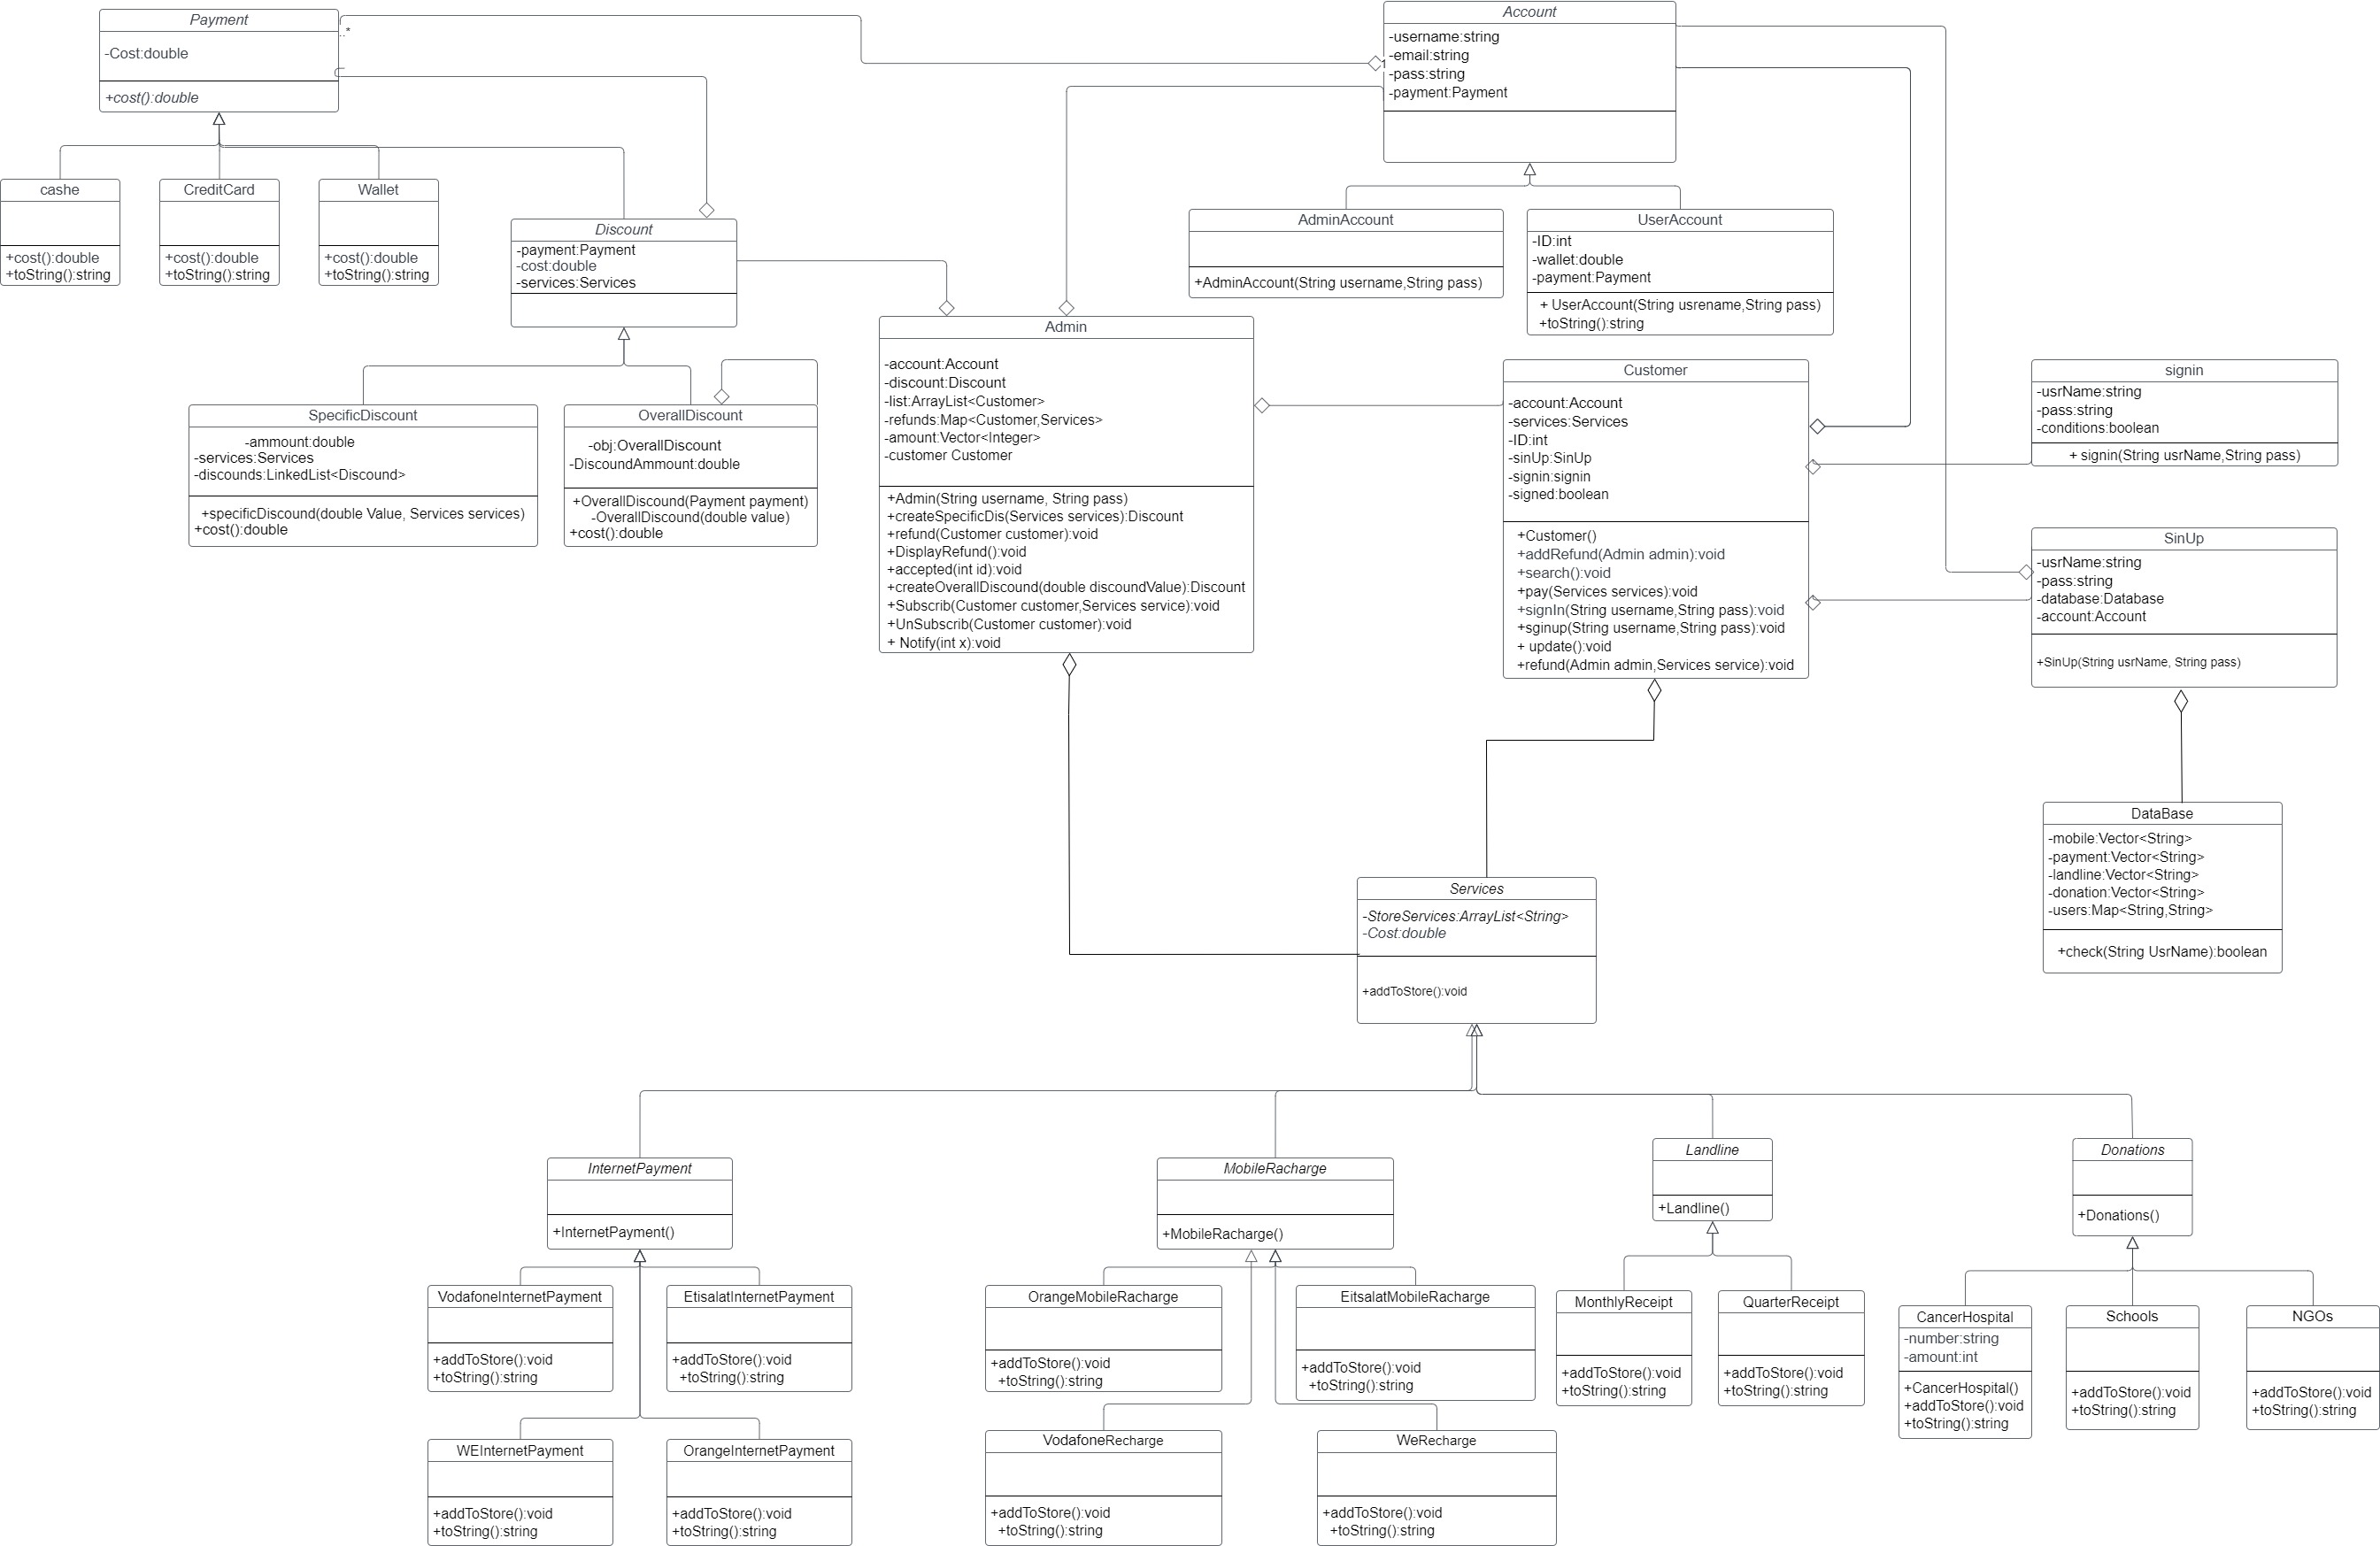 Payment
-Cost:double
+cost():double
..*
1
Account
-username:string
-email:string
-pass:string
-payment:Payment
cashe
+cost():double
+toString():string
CreditCard
+cost():double
+toString():string
Wallet
+cost():double
+toString():string
Discount
-payment:Payment
-cost:double
-services:Services
AdminAccount
+AdminAccount(String username,String pass)
UserAccount
-ID:int
-wallet:double
-payment:Payment
+ UserAccount(String usrename,String pass)
+toString():string
SpecificDiscount
-ammount:double
-services:Services
-discounds:LinkedList<Discound>
+specificDiscound(double Value, Services services)
+cost():double
OverallDiscount
-obj:OverallDiscount
-DiscoundAmmount:double
+OverallDiscound(Payment payment)
-OverallDiscound(double value)
+cost():double
Admin
-account:Account
-discount:Discount
-list:ArrayList<Customer>
-refunds:Map<Customer,Services>
-amount:Vector<Integer>
-customer Customer
+Admin(String username, String pass)
+createSpecificDis(Services services):Discount
+refund(Customer customer):void
+DisplayRefund():void
+accepted(int id):void
+createOverallDiscound(double discoundValue):Discount
+Subscrib(Customer customer,Services service):void
+UnSubscrib(Customer customer):void
+ Notify(int x):void
Customer
-account:Account
-services:Services
-ID:int
-sinUp:SinUp
-signin:signin
-signed:boolean
+Customer()
+addRefund(Admin admin):void
+search():void
+pay(Services services):void
+signIn(String username,String pass):void
+sginup(String username,String pass):void
+ update():void
+refund(Admin admin,Services service):void
signin
-usrName:string
-pass:string
-conditions:boolean
+ signin(String usrName,String pass)
SinUp
-usrName:string
-pass:string
-database:Database
-account:Account
+SinUp(String usrName, String pass)
DataBase
-mobile:Vector<String>
-payment:Vector<String>
-landline:Vector<String>
-donation:Vector<String>
-users:Map<String,String>
+check(String UsrName):boolean
Services
-StoreServices:ArrayList<String>
-Cost:double
+addToStore():void
InternetPayment
+InternetPayment()
MobileRacharge
+MobileRacharge()
Landline
+Landline()
Donations
+Donations()
VodafoneInternetPayment
+addToStore():void
+toString():string
EtisalatInternetPayment
+addToStore():void
+toString():string
OrangeMobileRacharge
+addToStore():void
+toString():string
EitsalatMobileRacharge
+addToStore():void
+toString():string
MonthlyReceipt
+addToStore():void
+toString():string
QuarterReceipt
+addToStore():void
+toString():string
CancerHospital
-number:string
-amount:int
+CancerHospital()
+addToStore():void
+toString():string
Schools
+addToStore():void
+toString():string
NGOs
+addToStore():void
+toString():string
WEInternetPayment
+addToStore():void
+toString():string
OrangeInternetPayment
+addToStore():void
+toString():string
VodafoneRecharge
+addToStore():void
+toString():string
WeRecharge
+addToStore():void
+toString():string